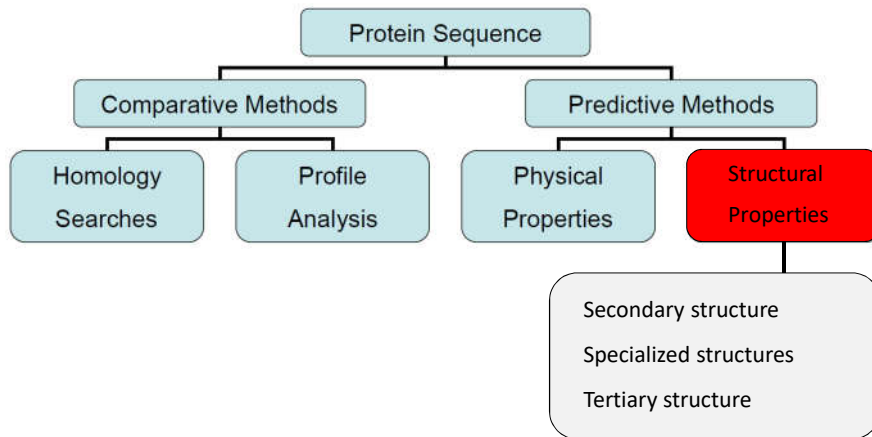 Protein Sequence
Comparative Methods
Predictive Methods
Homology
Searches
Profile
Analysis
Physical
Properties
Structural
Properties
Secondary structure
Specialized structures
Tertiary structure